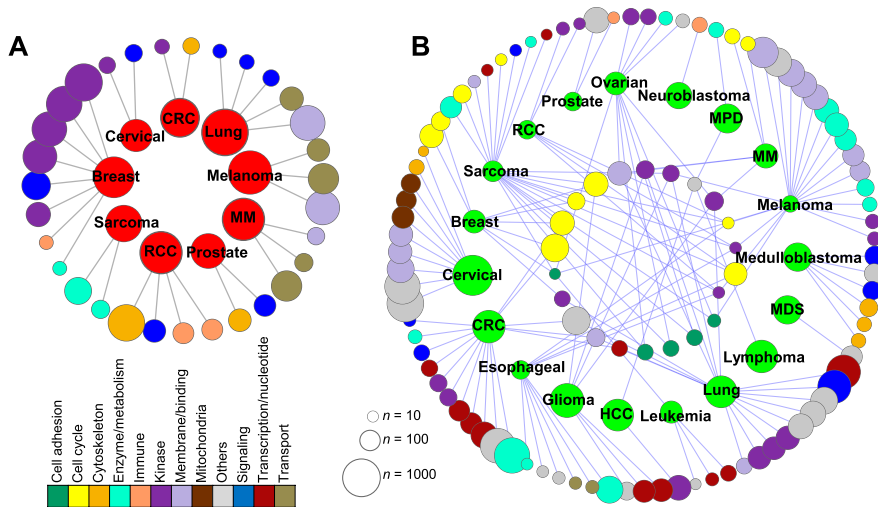 A
B
CRC
Cervical
Lung
Breast
Melanoma
Sarcoma
MM
RCC
Prostate
Ovarian
Neuroblastoma
Prostate
MPD
RCC
MM
Sarcoma
Melanoma
Breast
Medulloblastoma
Cervical
MDS
CRC
Lymphoma
Esophageal
Lung
Glioma
HCC
Leukemia
n = 10
n = 100
n = 1000
Cell adhesion
Cell cycle
Cytoskeleton
Enzyme/metabolism
Immune
Kinase
Membrane/binding
Mitochondria
Others
Signaling
Transcription/nucleotide
Transport